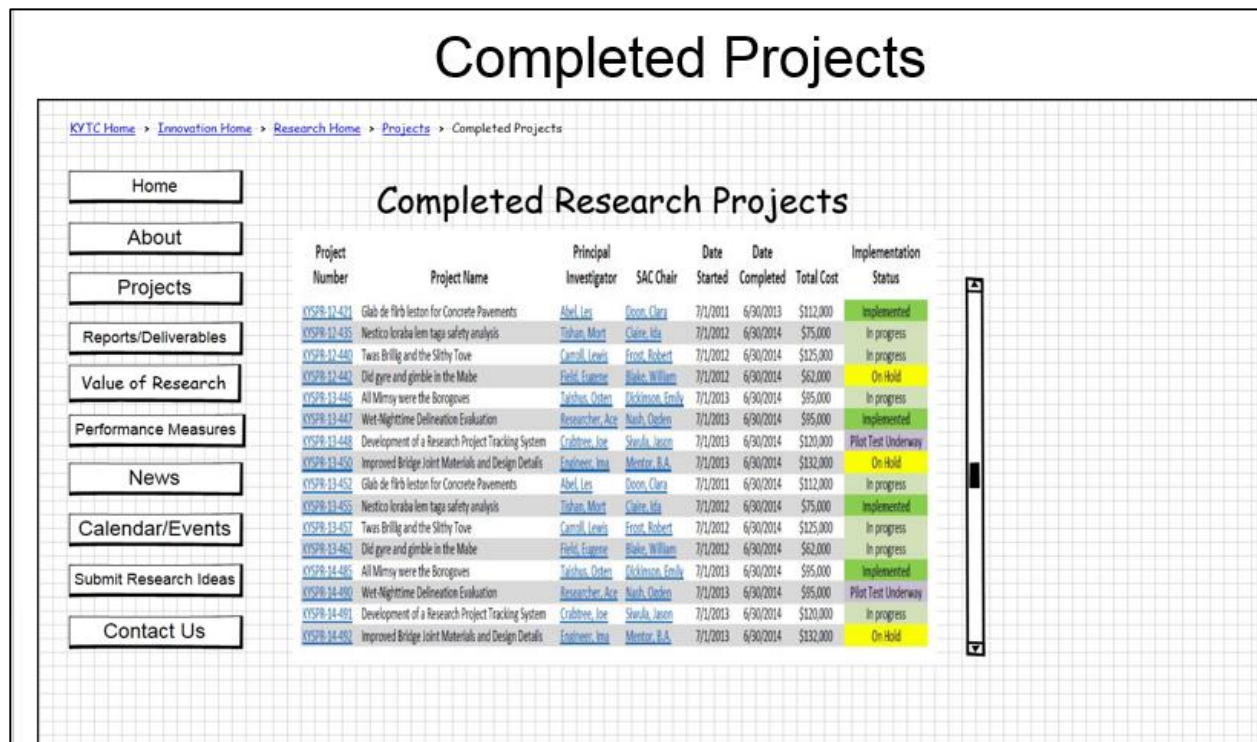 Completed Projects
KYTC Home > Innovation Home > Research Home > Projects > Completed Projects
Home
About
Projects
Reports/Deliverables
Value of Research
Performance Measures
News
Calendar/Events
Submit Research Ideas
Contact Us
Completed Research Projects
Project Number Project Name Principal Investigator SAC Chair Date Started Date Completed Total Cost Implementation Status
KYSPR-12-421 Glab de flrb leston for Concrete Pavements Abel, Les Doon, Clara 7/1/2011 6/30/2013 $112,000 Implemented
KYSPR-12-435 Nestico loraba lem taga safety analysis Tishan, Mort Claire, Ida 7/1/2012 6/30/2014 $75,000 In progress
KYSPR-12-440 Twas Brillig and the Slithy Tove Carroll, Lewis Frost, Robert 7/1/2012 6/30/2014 $125,000 In progress
KYSPR-12-442 Did gyre and gimble in the Mabe Field, Eugene Blake, William 7/1/2012 6/30/2014 $62,000 On Hold
KYSPR-13-446 All Mimsy were the Borogoves Taishus, Osten Dickinson, Emily 7/1/2013 6/30/2014 $95,000 In progress
KYSPR-13-447 Wet-Nighttime Delineation Evaluation Researcher, Ace Nash, Ogden 7/1/2013 6/30/2014 $95,000 Implemented
KYSPR-13-448 Development of a Research Project Tracking System Crabtree, Joe Siwula, Jason 7/1/2013 6/30/2014 $120,000 Pilot Test Underway
KYSPR-13-450 Improved Bridge Joint Materials and Design Details Engineer, Ima Mentor, B.A. 7/1/2013 6/30/2014 $132,000 On Hold
KYSPR-13-452 Glab de flrb leston for Concrete Pavements Abel, Les Doon, Clara 7/1/2011 6/30/2014 $112,000 In progress
KYSPR-13-455 Nestico loraba lem taga safety analysis Tishan, Mort Claire, Ida 7/1/2012 6/30/2014 $75,000 Implemented
KYSPR-13-457 Twas Brillig and the Slithy Tove Carroll, Lewis Frost, Robert 7/1/2012 6/30/2014 $125,000 In progress
KYSPR-13-462 Did gyre and gimble in the Mabe Field, Eugene Blake, William 7/1/2012 6/30/2014 $62,000 In progress
KYSPR-14-485 All Mimsy were the Borogoves Taishus, Osten Dickinson, Emily 7/1/2013 6/30/2014 $95,000 Implemented
KYSPR-14-490 Wet-Nighttime Delineation Evaluation Researcher, Ace Nash, Ogden 7/1/2013 6/30/2014 $95,000 Pilot Test Underway
KYSPR-14-491 Development of a Research Project Tracking System Crabtree, Joe Siwula, Jason 7/1/2013 6/30/2014 $120,000 In progress
KYSPR-14-492 Improved Bridge Joint Materials and Design Details Engineer, Ima Mentor, B.A. 7/1/2013 6/30/2014 $132,000 On Hold